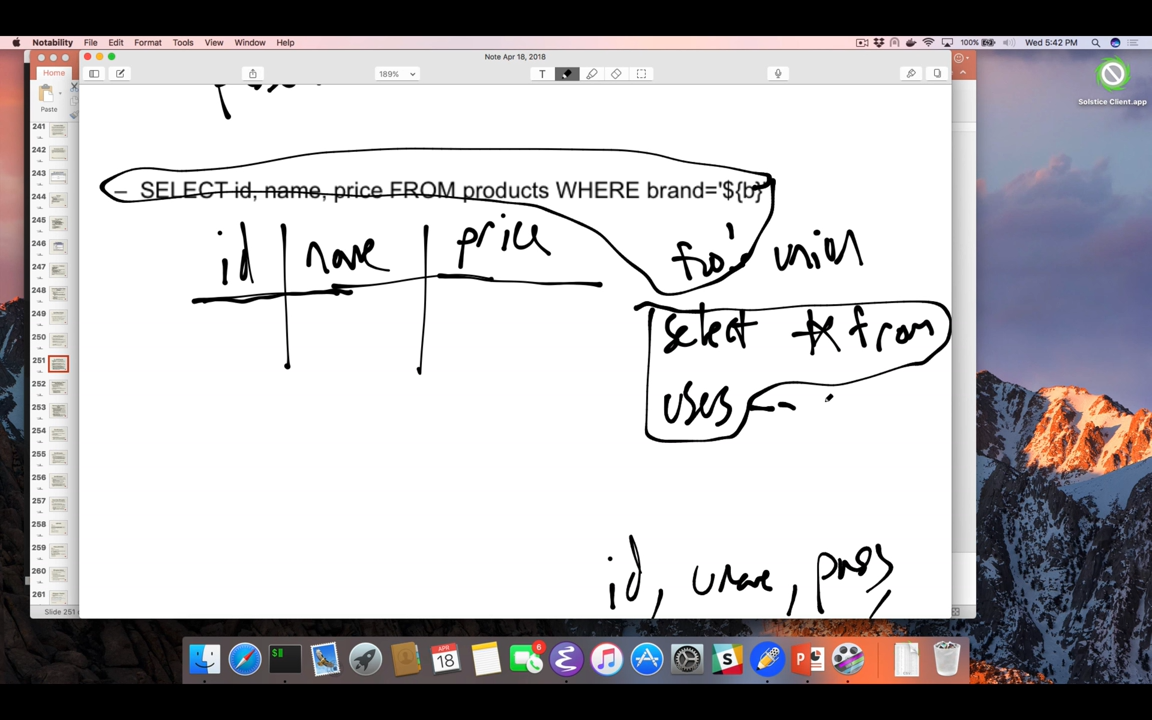 Notability File Edit Format Tools View Window Help 100% Wed 5:42 PM
Note Apr 18, 2018
Home
189% T
Paste
Solstice Client.app
– SELECT id, name, price FROM products WHERE brand='${b}'
id name price
foo' union
select * from
users --
id, uname, pass,
241
242
243
244
245
246
247
248
249
250
251
252
253
254
255
256
257
258
259
260
261
Slide 251
APR
18
6
$